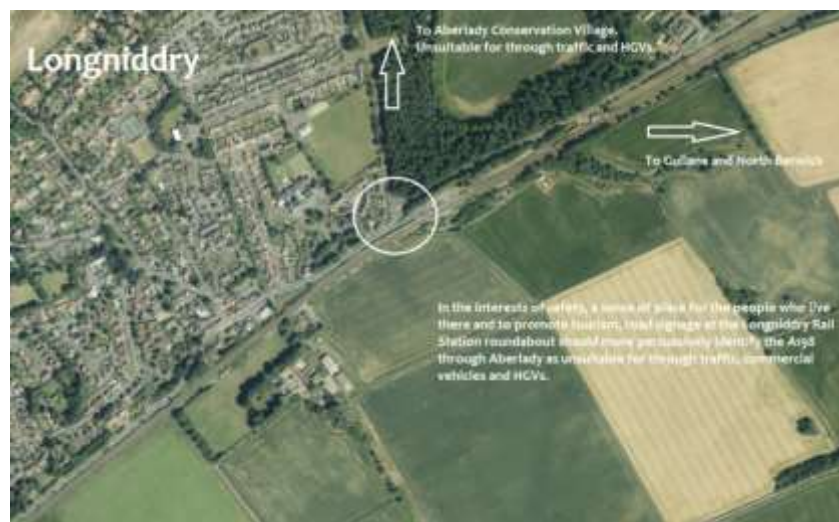 Longniddry
To Aberlady Conservation Village.
Unsuitable for through traffic and HGVs.
To Gullane and North Berwick
In the interests of safety, a sense of place for the people who live
there and to promote tourism, road signage at the Longniddry Rail
Station roundabout should more persuasively identify the A198
through Aberlady as unsuitable for through traffic, commercial
vehicles and HGVs.